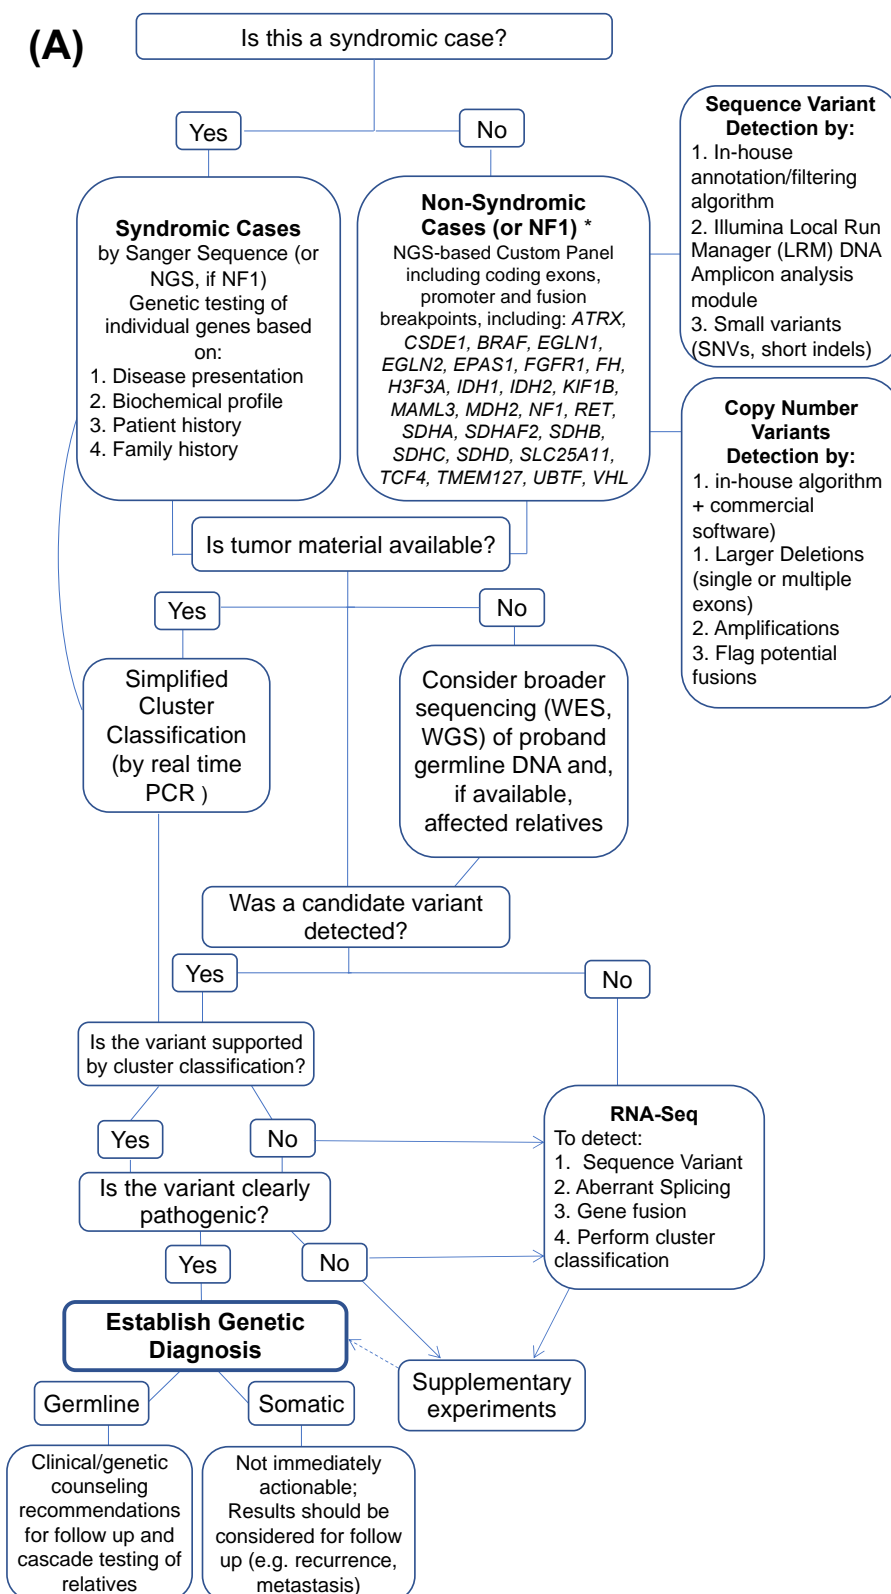 (A)
Is this a syndromic case?
Yes
No
Syndromic Cases
by Sanger Sequence (or
NGS, if NF1)
Genetic testing of
individual genes based
on:
1. Disease presentation
2. Biochemical profile
3. Patient history
4. Family history
Non-Syndromic
Cases (or NF1) *
NGS-based Custom Panel
including coding exons,
promoter and fusion
breakpoints, including: ATRX,
CSDE1, BRAF, EGLN1,
EGLN2, EPAS1, FGFR1, FH,
H3F3A, IDH1, IDH2, KIF1B,
MAML3, MDH2, NF1, RET,
SDHA, SDHAF2, SDHB,
SDHC, SDHD, SLC25A11,
TCF4, TMEM127, UBTF, VHL
Sequence Variant
Detection by:
1. In-house
annotation/filtering
algorithm
2. Illumina Local Run
Manager (LRM) DNA
Amplicon analysis
module
3. Small variants
(SNVs, short indels)
Copy Number
Variants
Detection by:
1. in-house algorithm
+ commercial
software)
1. Larger Deletions
(single or multiple
exons)
2. Amplifications
3. Flag potential
fusions
Is tumor material available?
Yes
No
Simplified
Cluster
Classification
(by real time
PCR )
Consider broader
sequencing (WES,
WGS) of proband
germline DNA and,
if available,
affected relatives
Was a candidate variant
detected?
Yes
No
Is the variant supported
by cluster classification?
Yes
No
RNA-Seq
To detect:
1. Sequence Variant
2. Aberrant Splicing
3. Gene fusion
4. Perform cluster
classification
Is the variant clearly
pathogenic?
Yes
No
Establish Genetic
Diagnosis
Supplementary
experiments
Germline
Somatic
Clinical/genetic
counseling
recommendations
for follow up and
cascade testing of
relatives
Not immediately
actionable;
Results should be
considered for follow
up (e.g. recurrence,
metastasis)